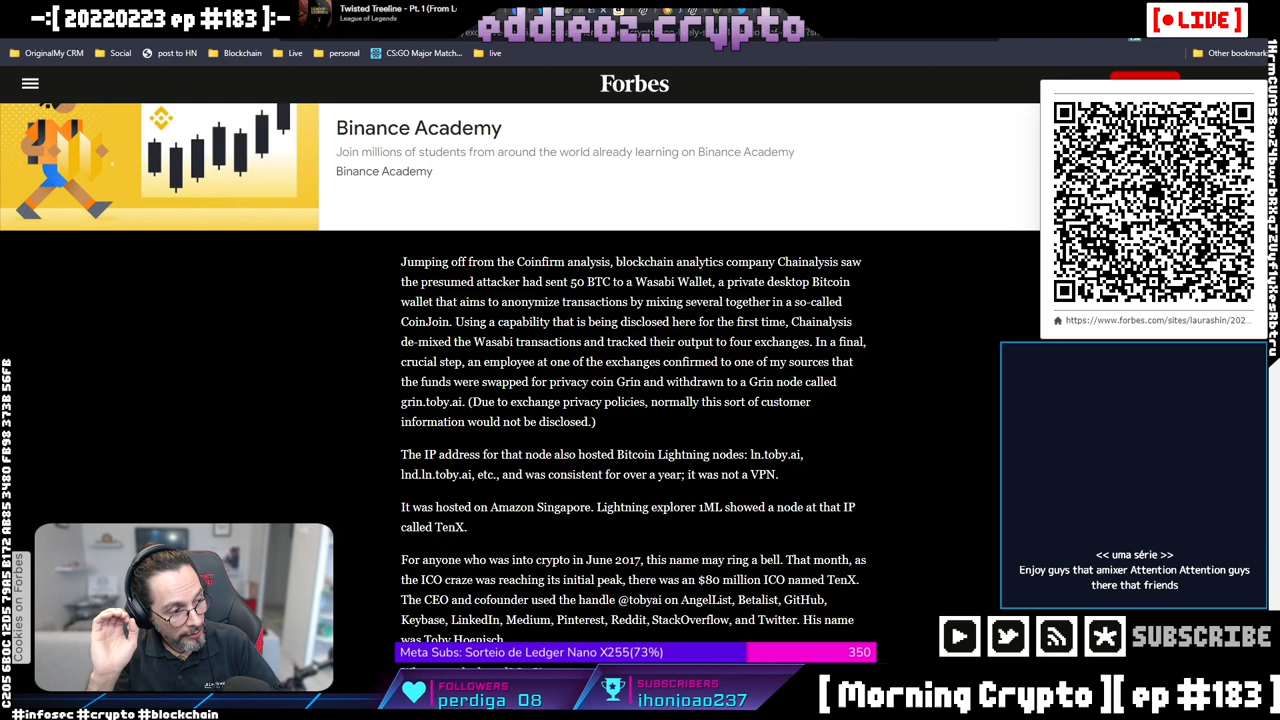 -:[ 20220223 ep #183 ]:-
Twisted Treeline - Pt. 1 (From L
League of Legends
eddieoz.crypto
[•LIVE]
OriginalMy CRM
Social
post to HN
Blockchain
Live
personal
CS:GO Major Match...
live
Other bookmark
Forbes
Binance Academy
Join millions of students from around the world already learning on Binance Academy
Binance Academy
https://www.forbes.com/sites/laurashin/202...
Jumping off from the Coinfirm analysis, blockchain analytics company Chainalysis saw
the presumed attacker had sent 50 BTC to a Wasabi Wallet, a private desktop Bitcoin
wallet that aims to anonymize transactions by mixing several together in a so-called
CoinJoin. Using a capability that is being disclosed here for the first time, Chainalysis
de-mixed the Wasabi transactions and tracked their output to four exchanges. In a final,
crucial step, an employee at one of the exchanges confirmed to one of my sources that
the funds were swapped for privacy coin Grin and withdrawn to a Grin node called
grin.toby.ai. (Due to exchange privacy policies, normally this sort of customer
information would not be disclosed.)
The IP address for that node also hosted Bitcoin Lightning nodes: ln.toby.ai,
lnd.ln.toby.ai, etc., and was consistent for over a year; it was not a VPN.
It was hosted on Amazon Singapore. Lightning explorer 1ML showed a node at that IP
called TenX.
For anyone who was into crypto in June 2017, this name may ring a bell. That month, as
the ICO craze was reaching its initial peak, there was an $80 million ICO named TenX.
The CEO and cofounder used the handle @tobyai on AngelList, Betalist, GitHub,
Keybase, LinkedIn, Medium, Pinterest, Reddit, StackOverflow, and Twitter. His name
was Toby Hoenisch.
<< uma série >>
Enjoy guys that amixer Attention Attention guys
there that friends
Cookies on Forbes
Meta Subs: Sorteio de Ledger Nano X255(73%)
350
SUBSCRIBE
FOLLOWERS
perdiga_08
SUBSCRIBERS
ihonioao237
[ Morning Crypto ][ ep #183 ]
#infosec #crypto #blockchain